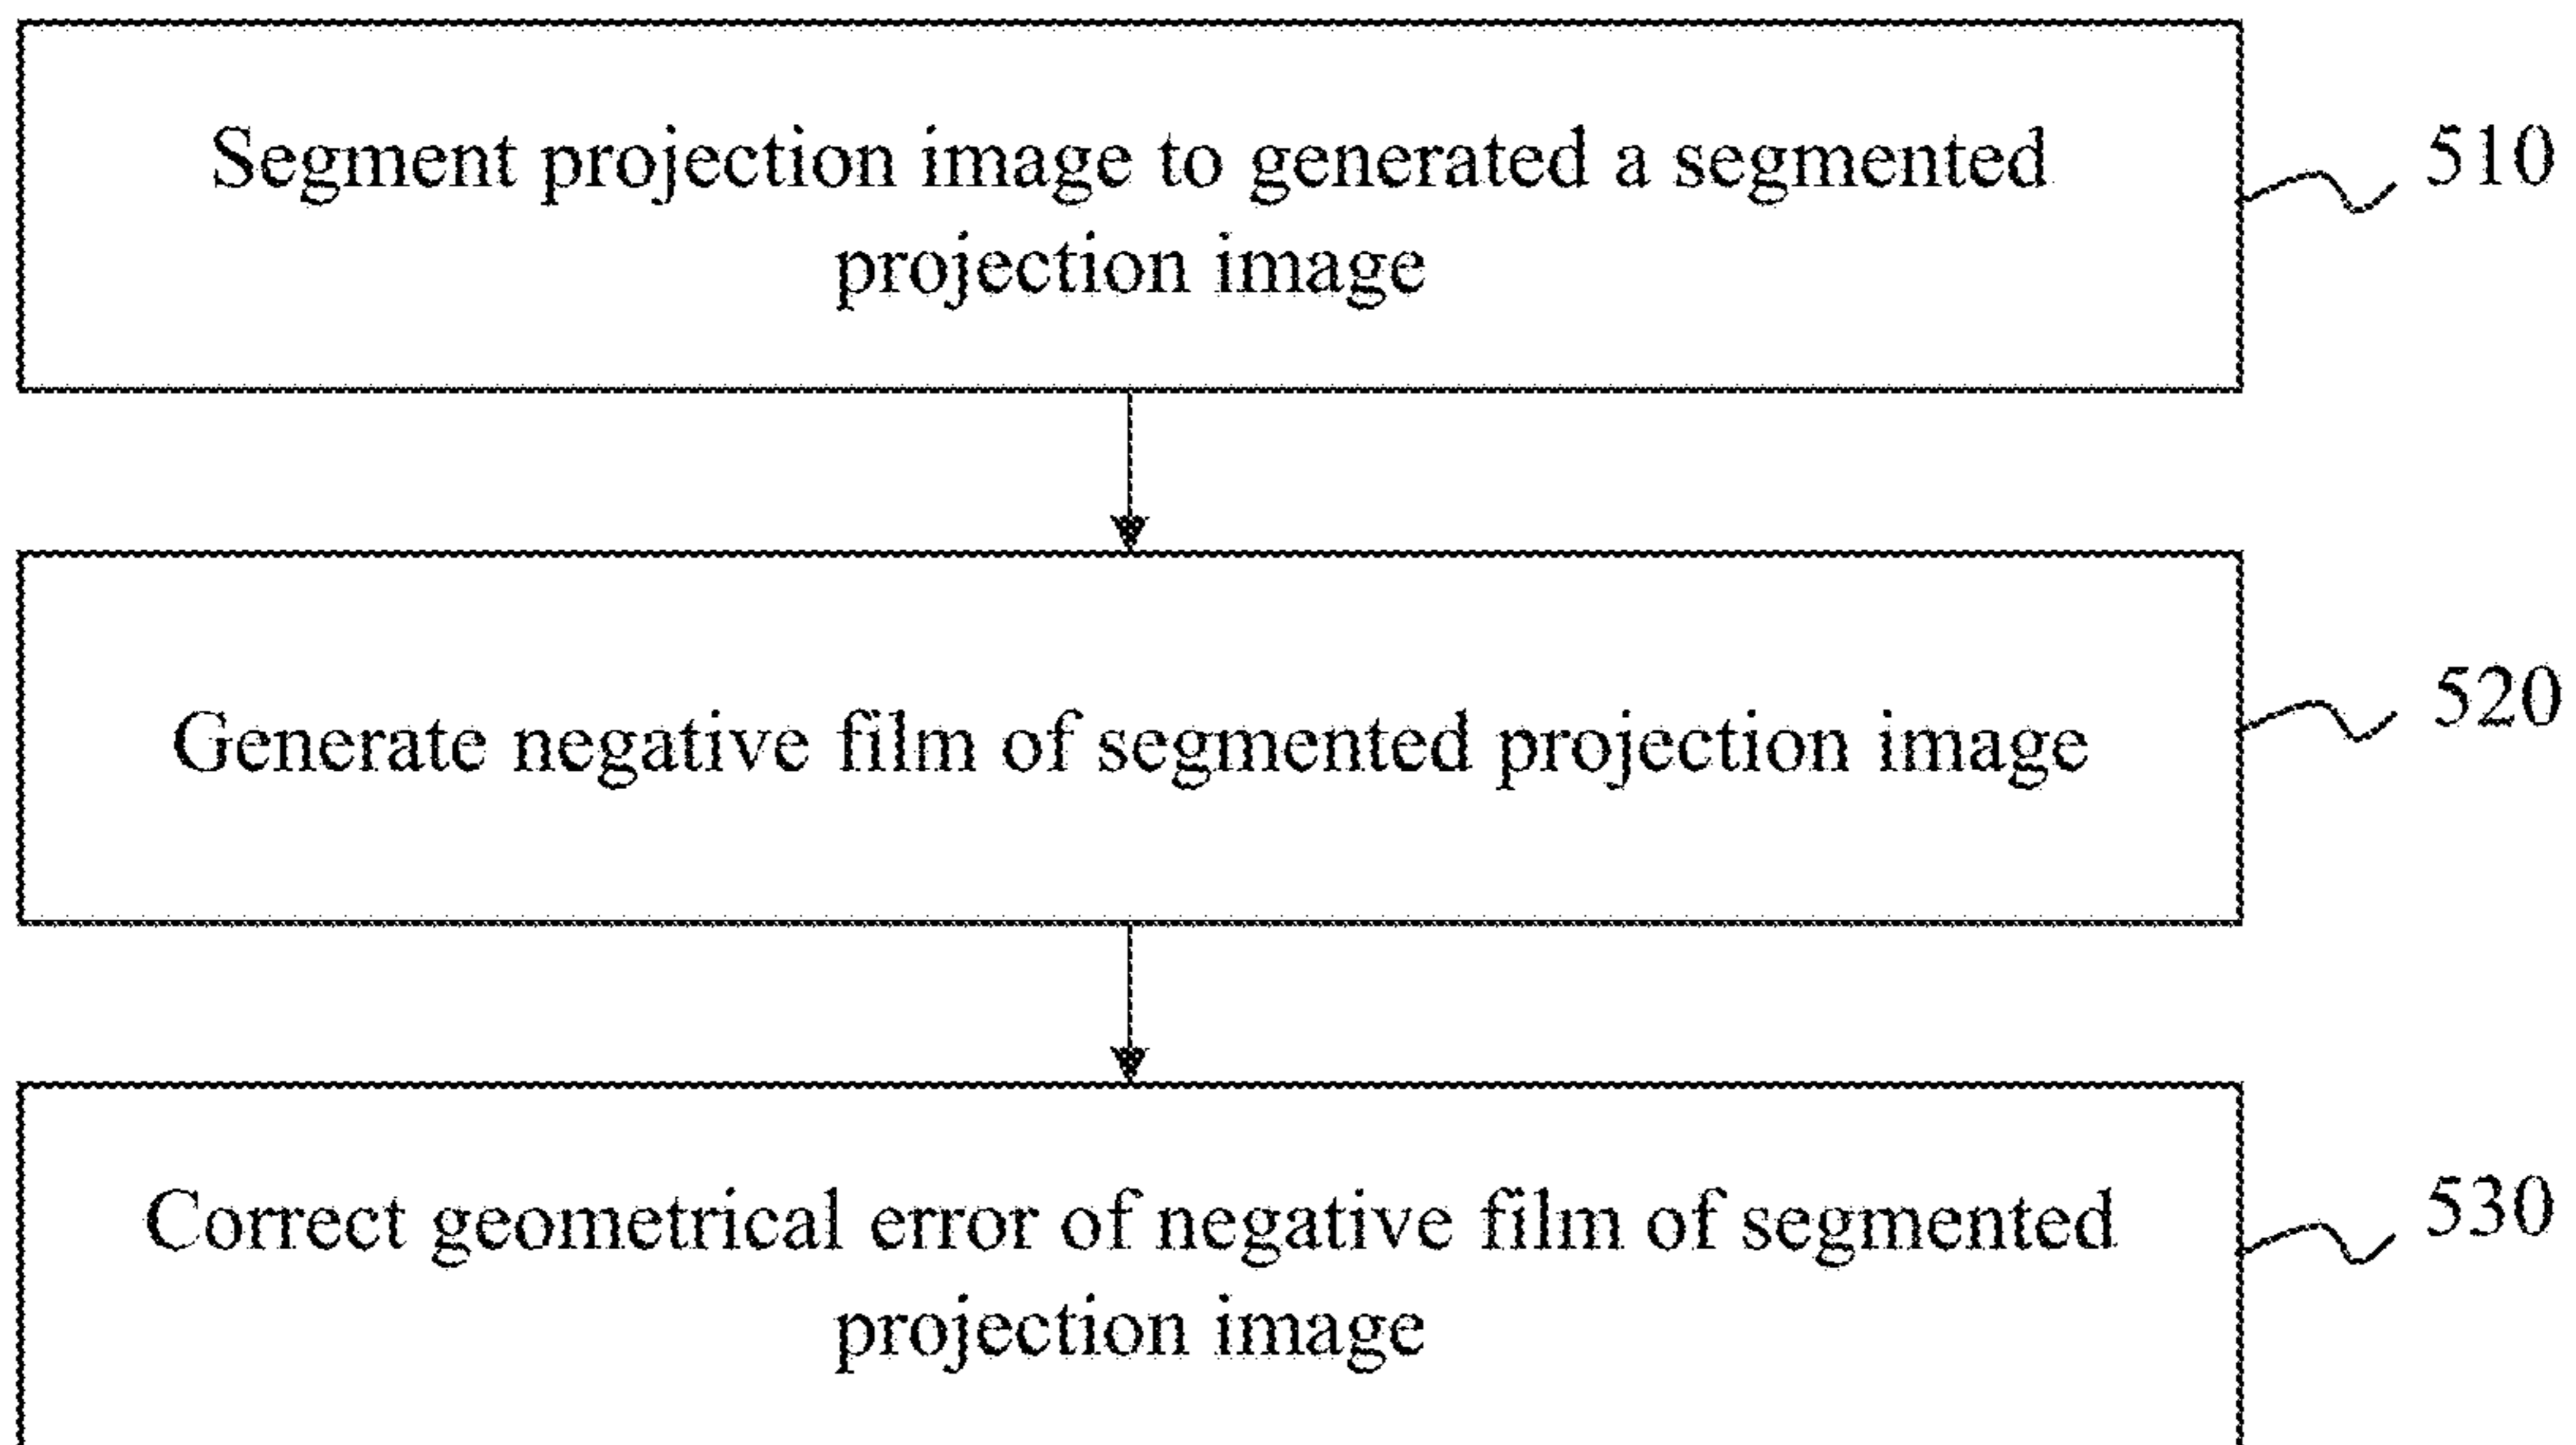 Segment projection image to generated a segmented
projection image
510
Generate negative film of segmented projection image
520
Correct geometrical error of negative film of segmented
projection image
530